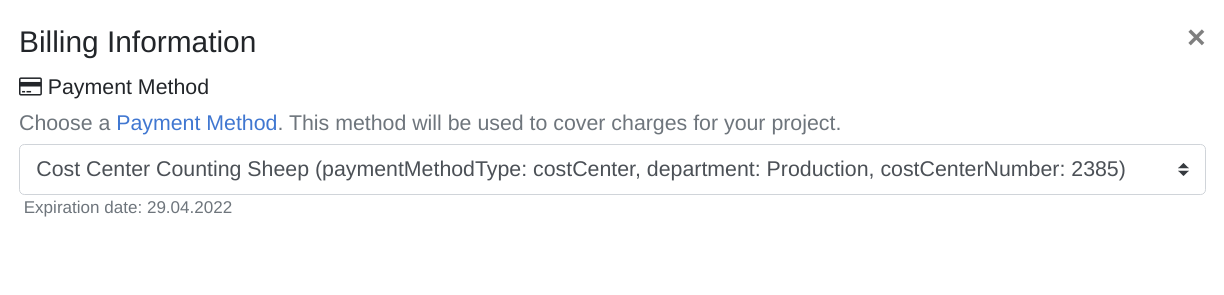 Billing Information
Payment Method
Choose a Payment Method. This method will be used to cover charges for your project.
Cost Center Counting Sheep (paymentMethodType: costCenter, department: Production, costCenterNumber: 2385)
Expiration date: 29.04.2022